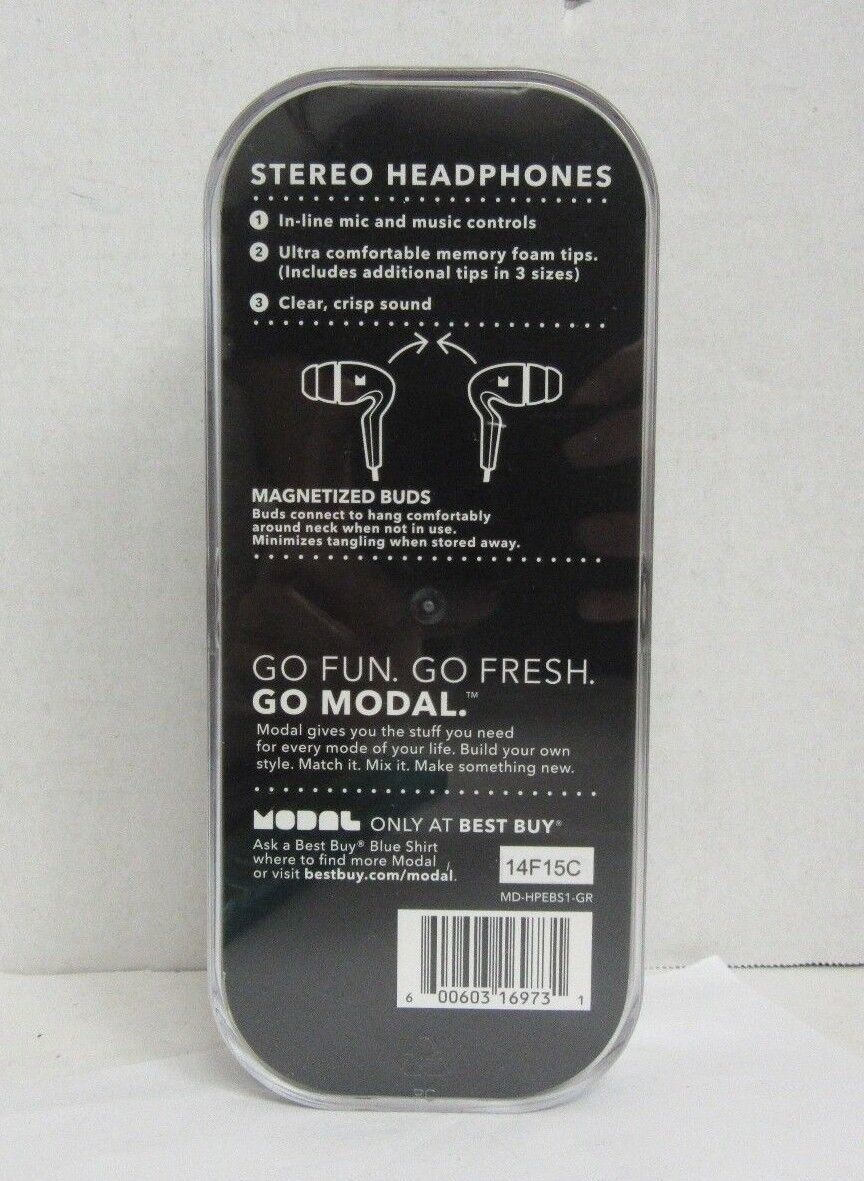 STEREO HEADPHONES
1 In-line mic and music controls
2 Ultra comfortable memory foam tips.
(Includes additional tips in 3 sizes)
3 Clear, crisp sound
MAGNETIZED BUDS
Buds connect to hang comfortably
around neck when not in use.
Minimizes tangling when stored away.
GO FUN. GO FRESH.
GO MODAL.™
Modal gives you the stuff you need
for every mode of your life. Build your own
style. Match it. Mix it. Make something new.
MODAL ONLY AT BEST BUY®
Ask a Best Buy® Blue Shirt
where to find more Modal
or visit bestbuy.com/modal.
14F15C
MD-HPEBS1-GR
6 00603 16973 1